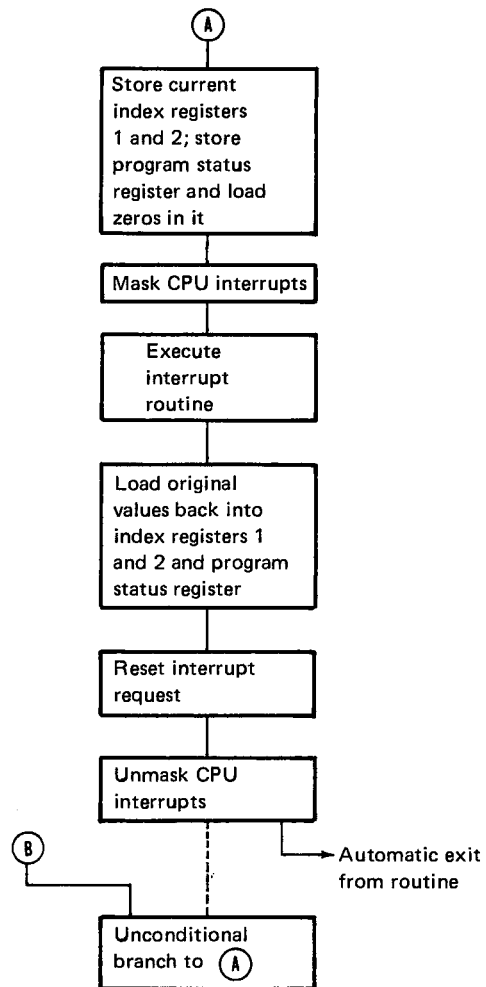 A
Store current
index registers
1 and 2; store
program status
register and load
zeros in it
Mask CPU interrupts
Execute
interrupt
routine
Load original
values back into
index registers 1
and 2 and program
status register
Reset interrupt
request
Unmask CPU
interrupts
B
Automatic exit
from routine
Unconditional
branch to A